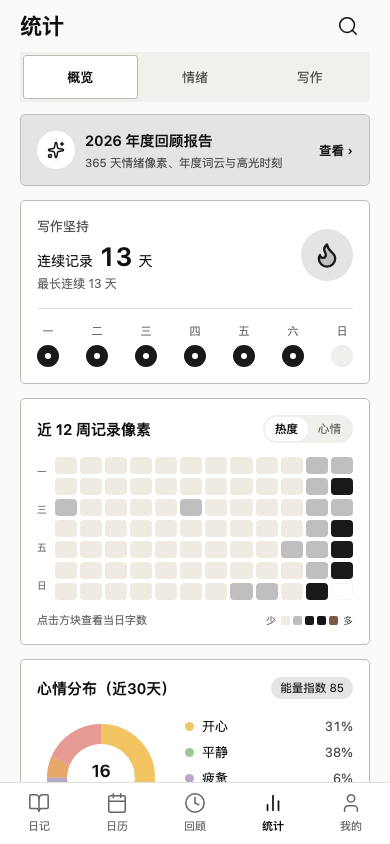 统计
概览 情绪 写作
2026 年度回顾报告
365 天情绪像素、年度词云与高光时刻
查看 ›
写作坚持
连续记录 13 天
最长连续 13 天
一 二 三 四 五 六 日
近 12 周记录像素
热度 心情
一
三
五
日
点击方块查看当日字数
少 多
心情分布（近30天）
能量指数 85
16
开心 31%
平静 38%
疲惫 6%
日记 日历 回顾 统计 我的